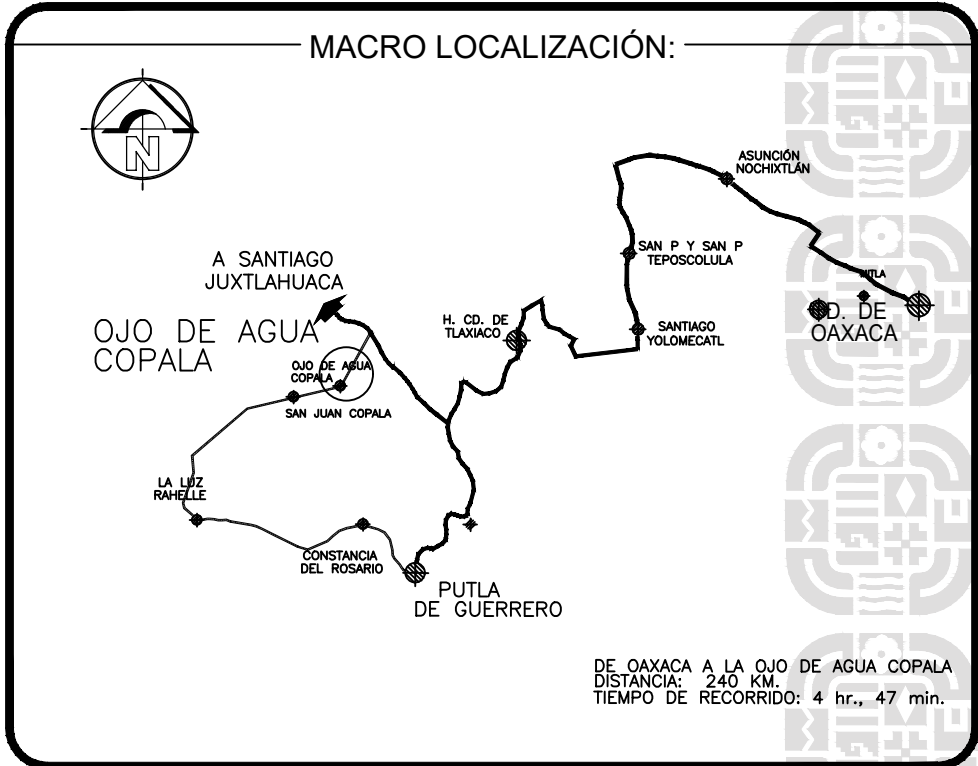 MACRO LOCALIZACIÓN:
N
ASUNCIÓN
NOCHIXTLÁN
SAN P Y SAN P
TEPOSCOLULA
A SANTIAGO
JUXTLAHUACA
MITLA
H. CD. DE
TLAXIACO
SANTIAGO
YOLOMECATL
D. DE
OAXACA
OJO DE AGUA
COPALA
OJO DE AGUA
COPALA
SAN JUAN COPALA
LA LUZ
RAHELLE
CONSTANCIA
DEL ROSARIO
PUTLA
DE GUERRERO
DE OAXACA A LA OJO DE AGUA COPALA
DISTANCIA: 240 KM.
TIEMPO DE RECORRIDO: 4 hr., 47 min.